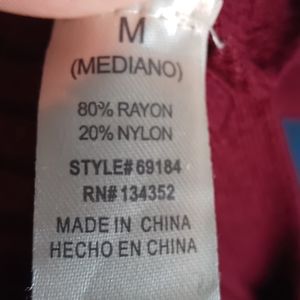 M
(MEDIANO)
80% RAYON
20% NYLON
STYLE# 69184
RN# 134352
MADE IN CHINA
HECHO EN CHINA